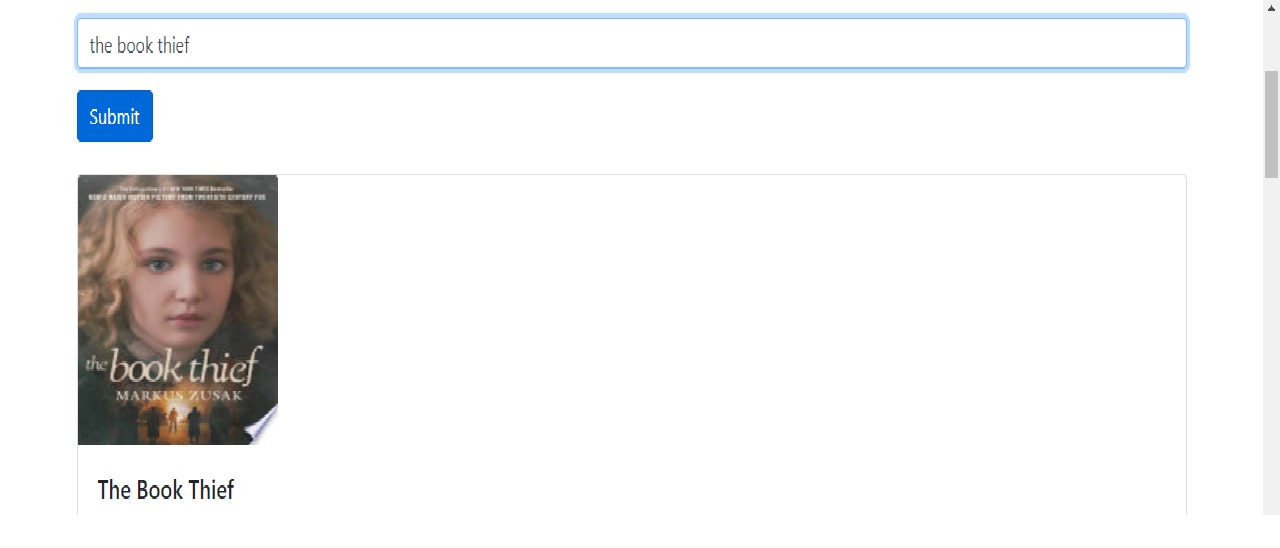 the book thief
Submit
The Extraordinary #1 NEW YORK TIMES Bestseller
NOW A MAJOR MOTION PICTURE FROM TWENTIETH CENTURY FOX
the book thief
MARKUS ZUSAK
The Book Thief